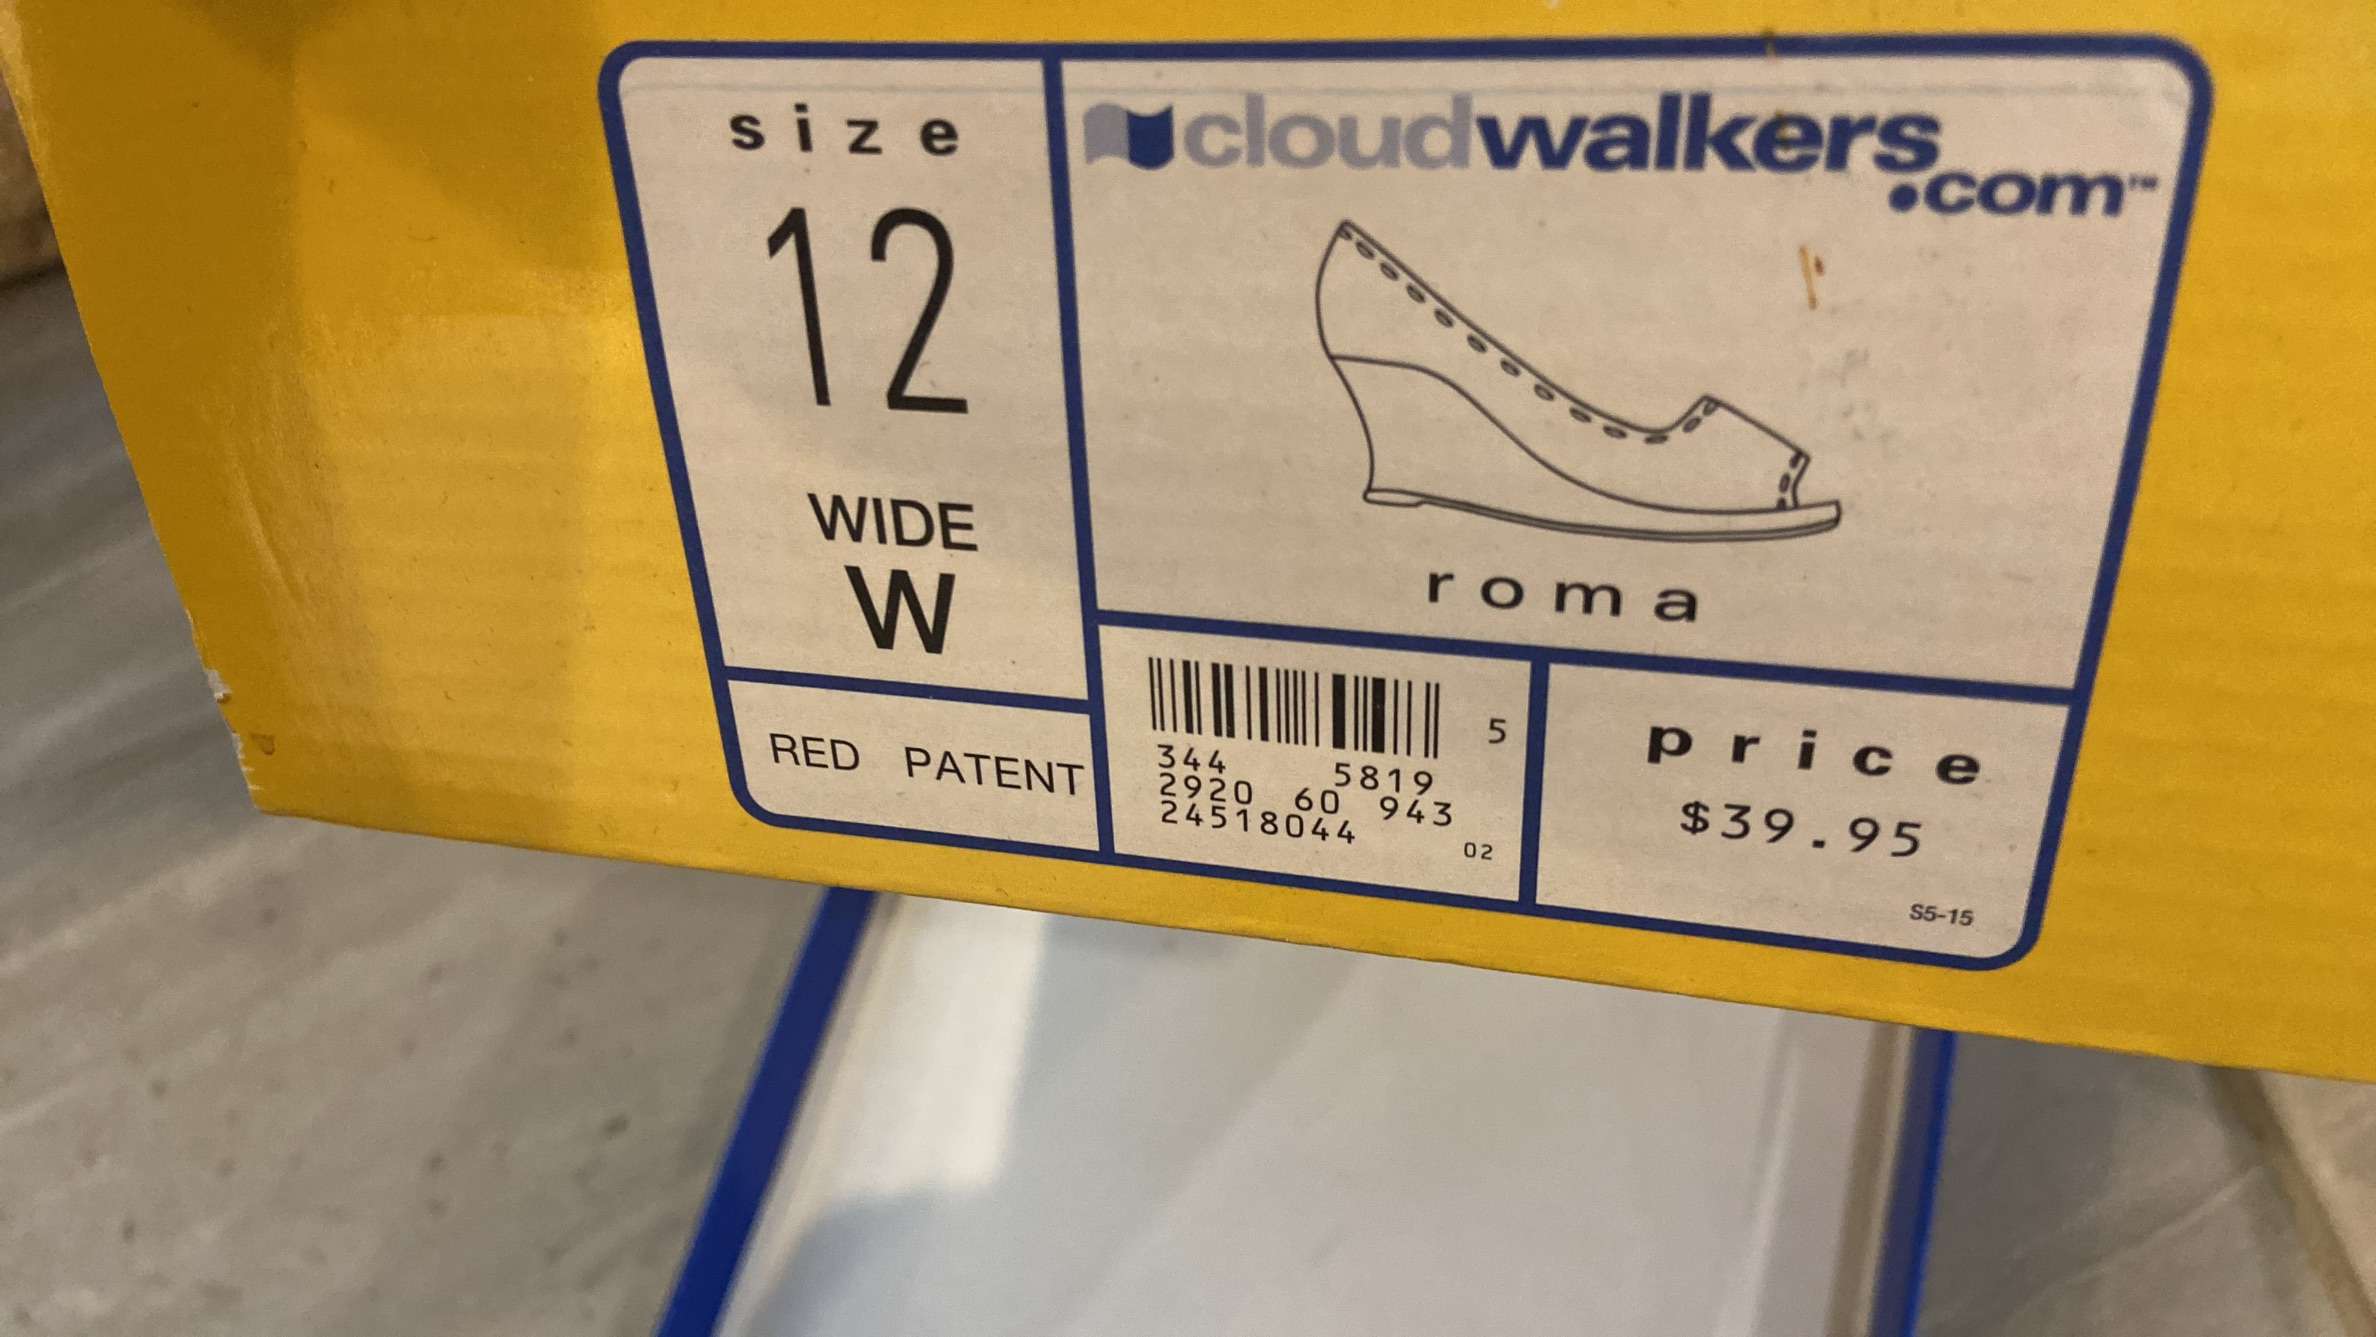 size
12
WIDE
W
RED PATENT
cloudwalkers.com™
roma
5
344 5819
2920 60 943
24518044
02
price
$39.95
S5-15